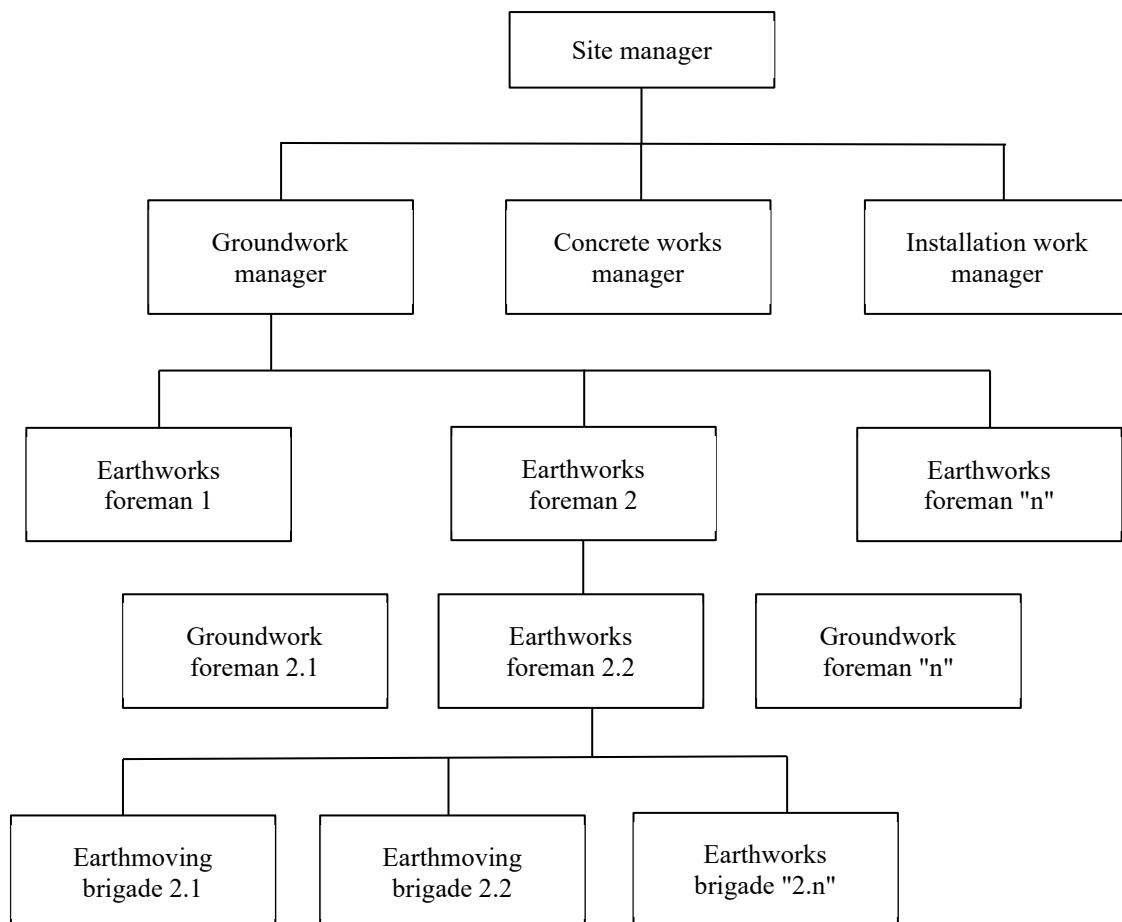 Site manager
Groundwork
manager
Concrete works
manager
Installation work
manager
Earthworks
foreman 1
Earthworks
foreman 2
Earthworks
foreman "n"
Groundwork
foreman 2.1
Earthworks
foreman 2.2
Groundwork
foreman "n"
Earthmoving
brigade 2.1
Earthmoving
brigade 2.2
Earthworks
brigade "2.n"